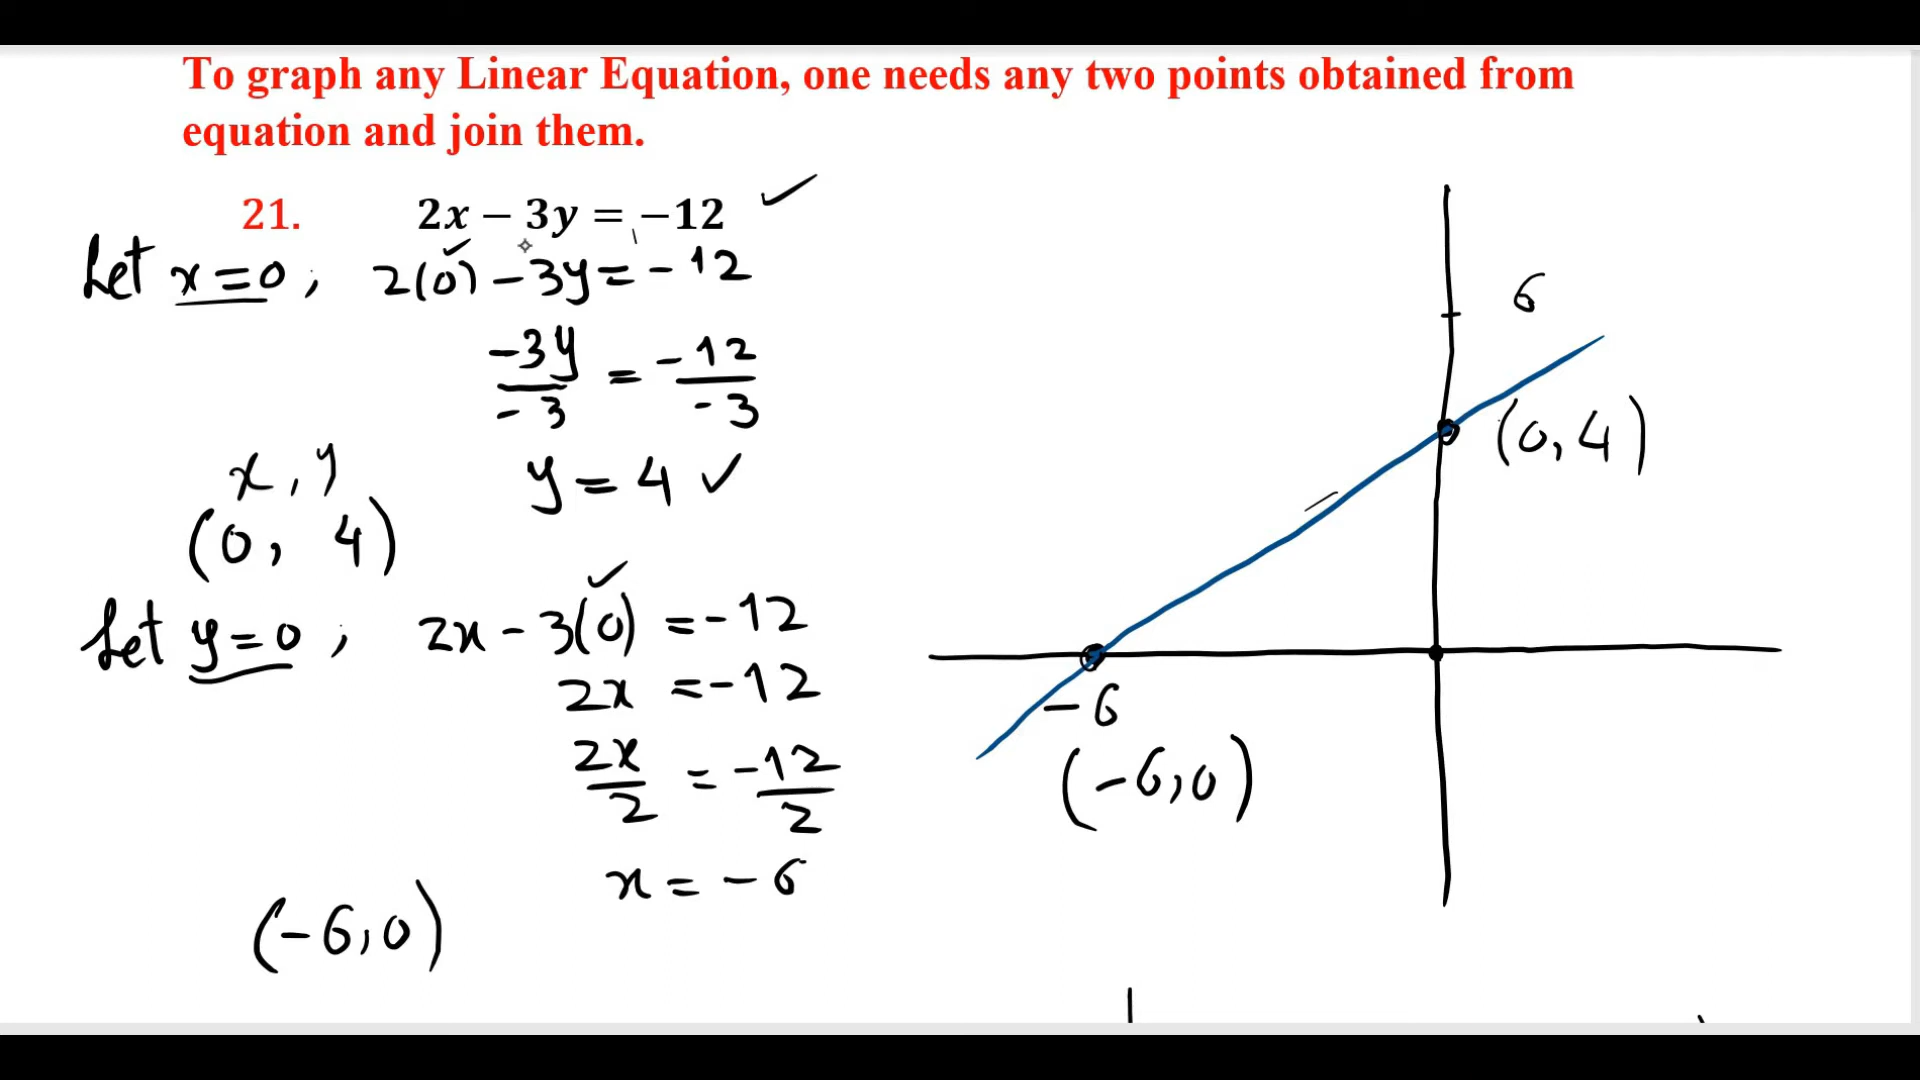 To graph any Linear Equation, one needs any two points obtained from
equation and join them.
21. 2x − 3y = −12 ✓
Let x = 0 ; 2(0) − 3y = − 12
−3y/−3 = −12/−3
y = 4 ✓
x , y
(0, 4)
Let y = 0 ; 2x − 3(0) = −12
2x = −12
2x/2 = −12/2
x = − 6
(−6,0)
6
(0, 4)
− 6
(−6,0)